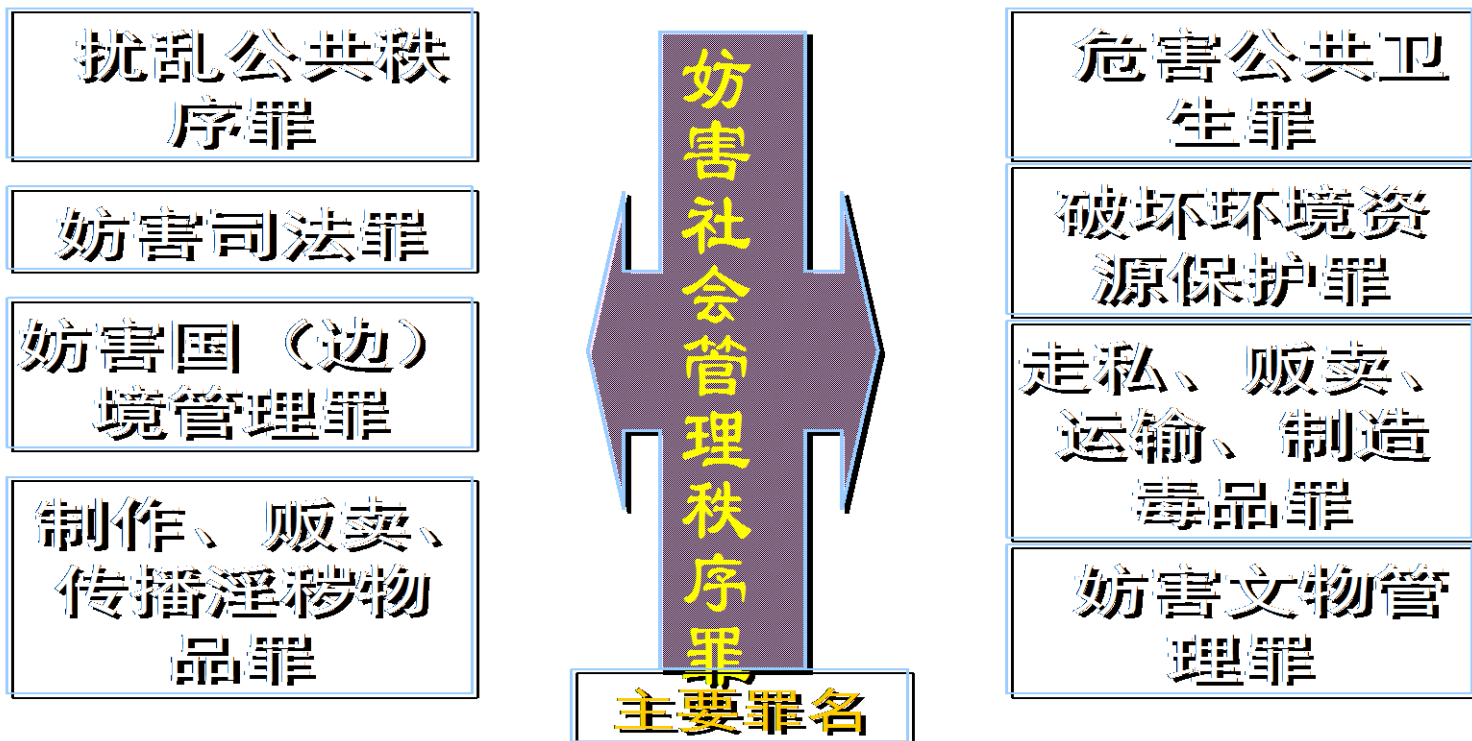 扰乱公共秩
序罪
妨害司法罪
妨害国（边）
境管理罪
制作、贩卖、
传播淫秽物
品罪
妨害社会管理秩序罪
主要罪名
危害公共卫
生罪
破坏环境资
源保护罪
走私、贩卖、
运输、制造
毒品罪
妨害文物管
理罪